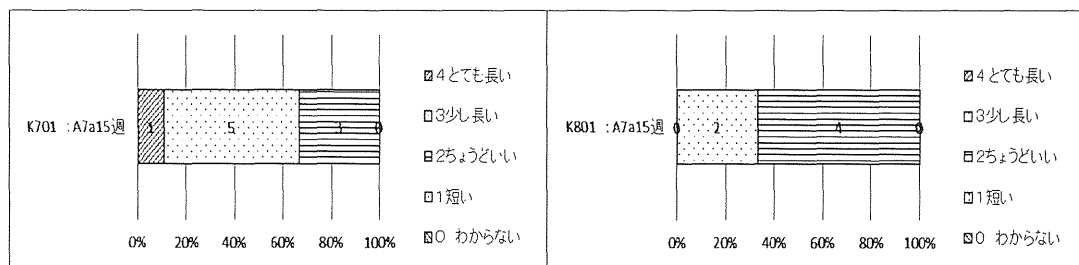 K701 :A7a15週
1
5
3
0
0%
20%
40%
60%
80%
100%
4とても長い
3少し長い
2ちょうどいい
1短い
0 わからない
K801 :A7a15週
0
2
4
0
0%
20%
40%
60%
80%
100%
4とても長い
3少し長い
2ちょうどいい
1短い
0 わからない